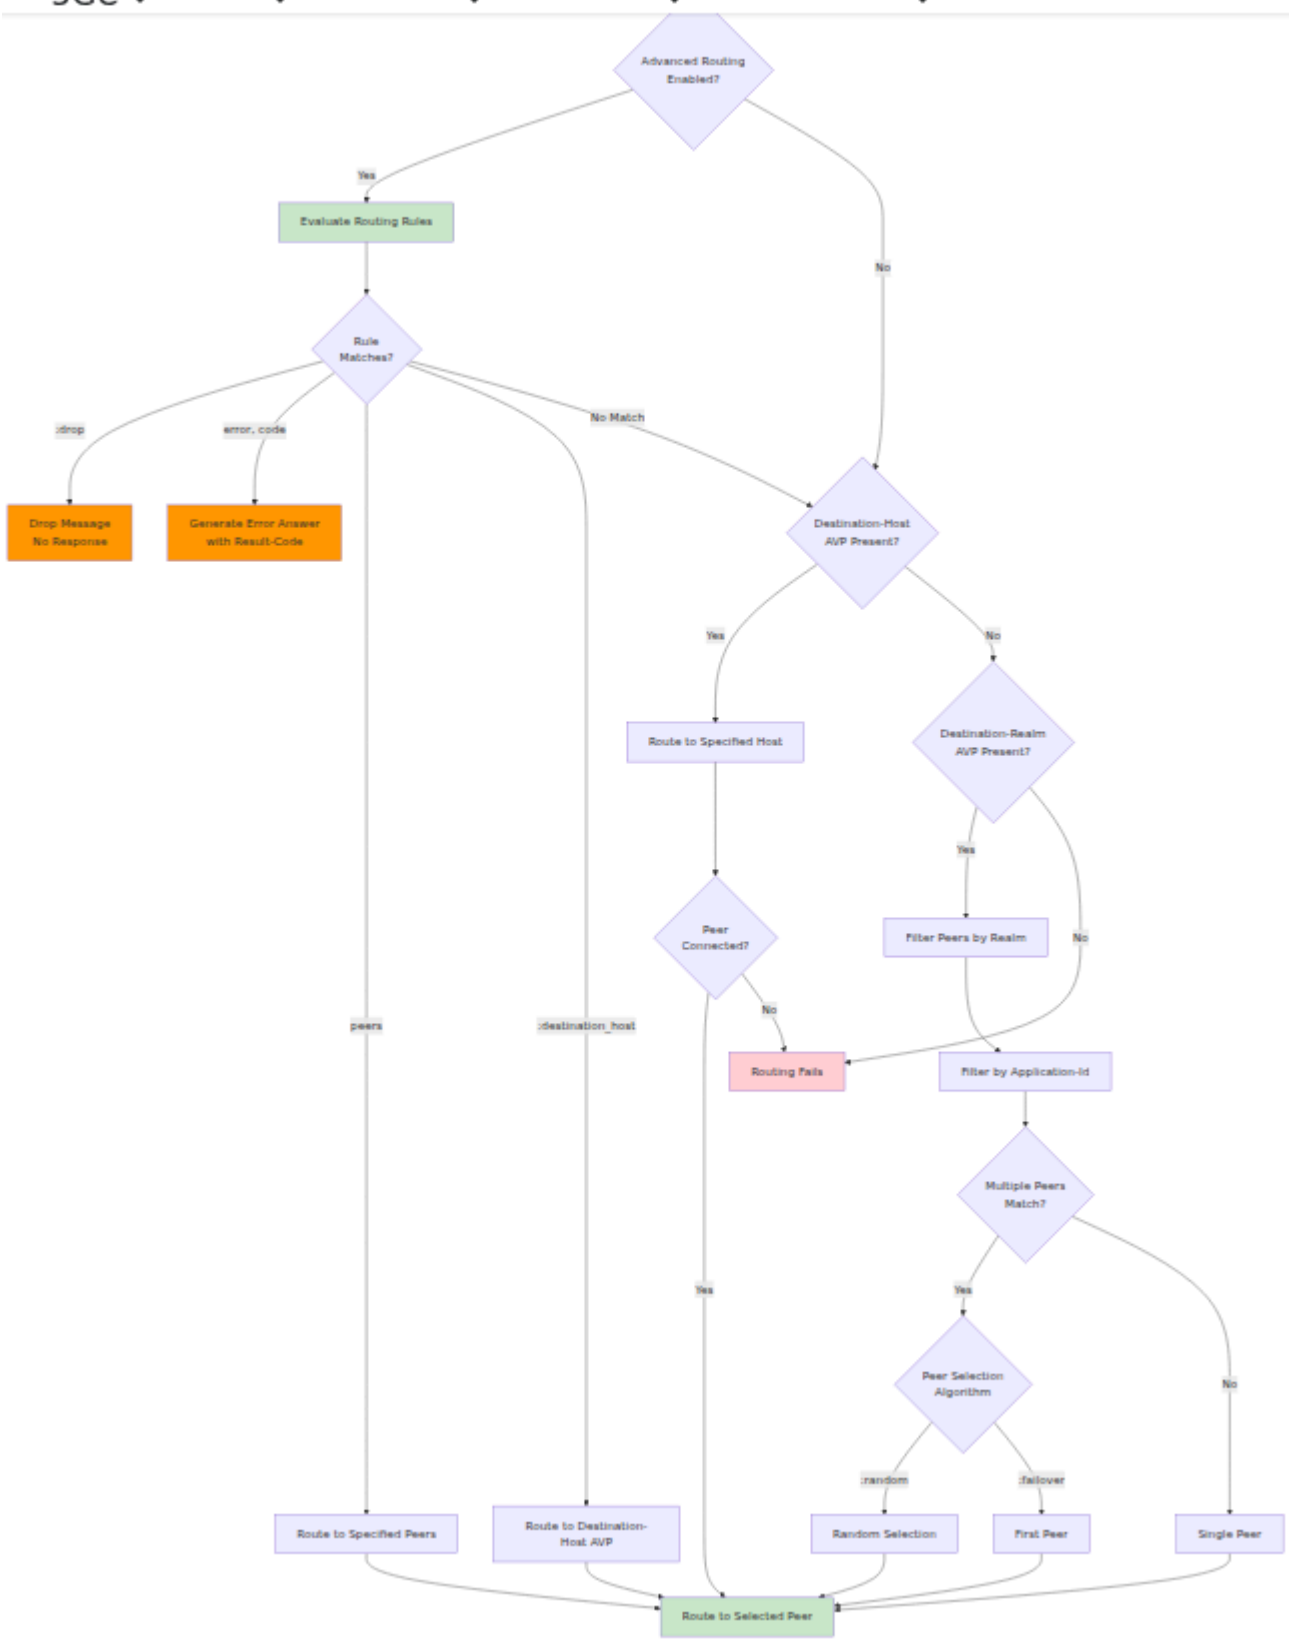 Advanced Routing
Enabled?
Yes
Evaluate Routing Rules
No
Rule
Matches?
:drop
error, code
No Match
Drop Message
No Response
Generate Error Answer
with Result-Code
Destination-Host
AVP Present?
Yes
No
Route to Specified Host
Destination-Realm
AVP Present?
Yes
Peer
Connected?
Filter Peers by Realm
No
No
peers
:destination_host
Routing Fails
Filter by Application-Id
Multiple Peers
Match?
Yes
Yes
Peer Selection
Algorithm
No
:random
:failover
Route to Specified Peers
Route to Destination-
Host AVP
Random Selection
First Peer
Single Peer
Route to Selected Peer